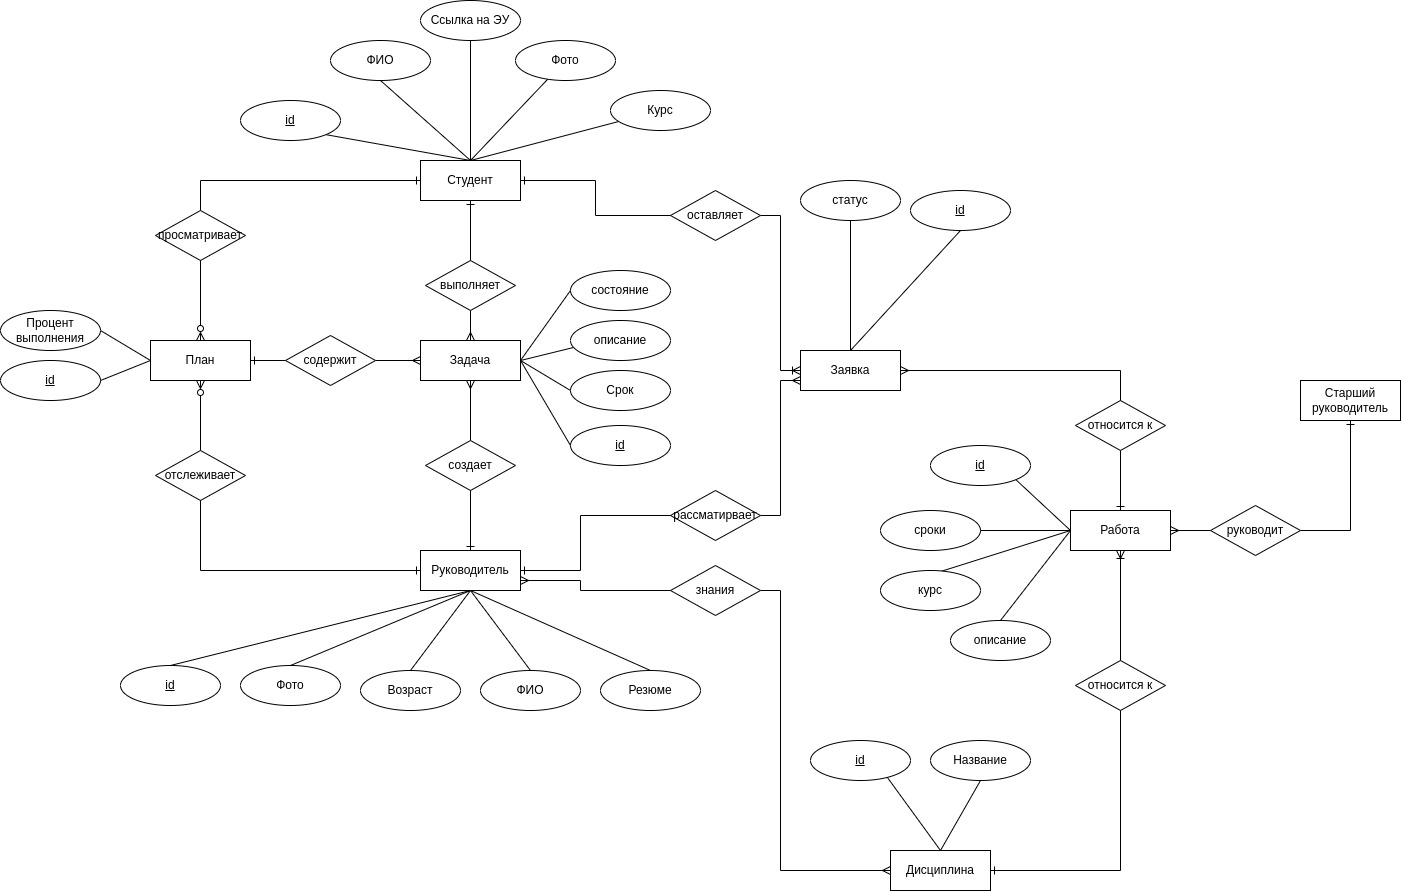 Ссылка на ЭУ
ФИО
Фото
Курс
id
Студент
статус
id
оставляет
просматривает
выполняет
состояние
Процент
выполнения
описание
План
содержит
Задача
Заявка
id
Срок
Старший
руководитель
относится к
id
создает
id
отслеживает
рассматирвает
сроки
Работа
руководит
Руководитель
знания
курс
описание
id
Фото
Возраст
ФИО
Резюме
относится к
id
Название
Дисциплина